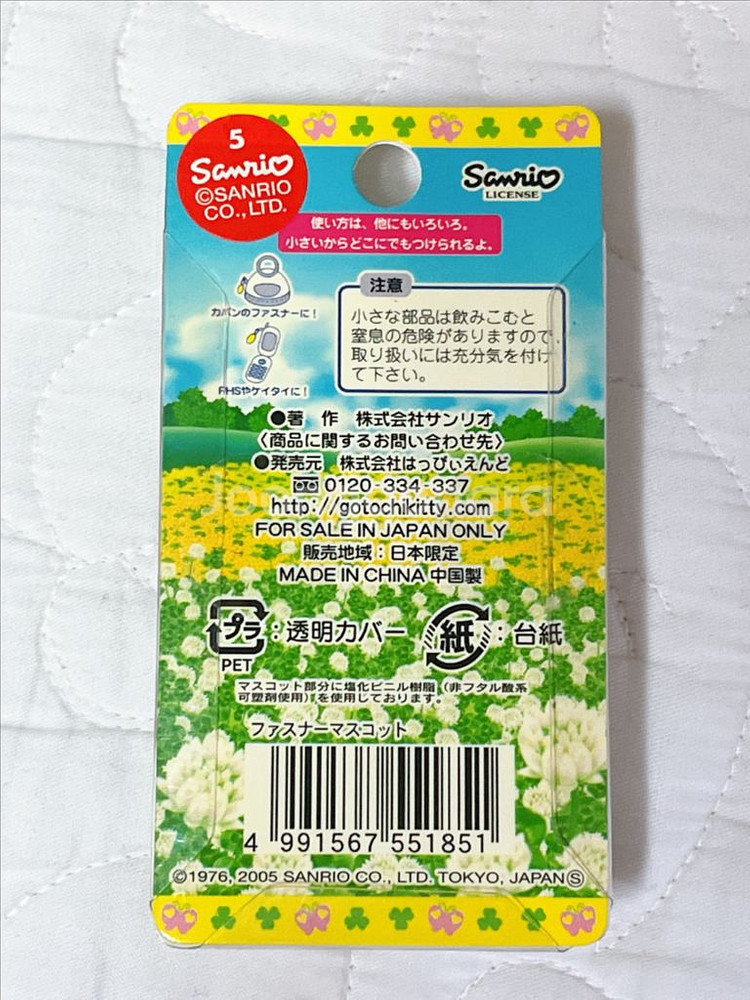 5
Sanrio
©SANRIO
CO., LTD.
Sanrio
LICENSE
使い方は、他にもいろいろ。
小さいからどこにでもつけられるよ。
カバンのファスナーに!
PHSやケイタイに!
注意
小さな部品は飲みこむと
窒息の危険がありますので、
取り扱いには充分気を付け
て下さい。
●著 作 株式会社サンリオ
〈商品に関するお問い合わせ先〉
●発売元 株式会社はっぴぃえんど
0120-334-337
http://gotochikitty.com
FOR SALE IN JAPAN ONLY
販売地域：日本限定
MADE IN CHINA 中国製
プラ：透明カバー 紙：台紙
PET
マスコット部分に塩化ビニル樹脂（非フタル酸系
可塑剤使用）を使用しております。
ファスナーマスコット
4 991567 551851
©1976, 2005 SANRIO CO., LTD. TOKYO, JAPAN Ⓢ